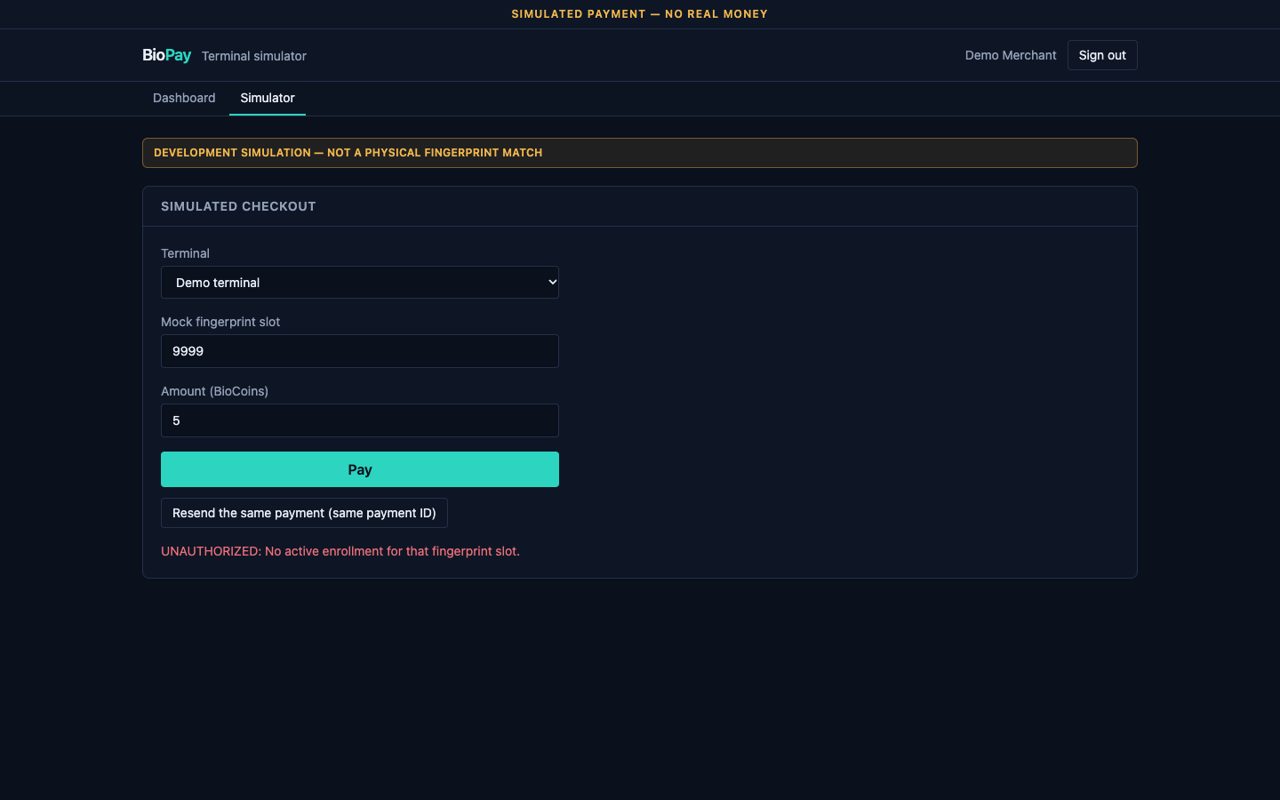 SIMULATED PAYMENT — NO REAL MONEY
BioPay Terminal simulator Demo Merchant Sign out
Dashboard Simulator
DEVELOPMENT SIMULATION — NOT A PHYSICAL FINGERPRINT MATCH
SIMULATED CHECKOUT
Terminal
Demo terminal
Mock fingerprint slot
9999
Amount (BioCoins)
5
Pay
Resend the same payment (same payment ID)
UNAUTHORIZED: No active enrollment for that fingerprint slot.